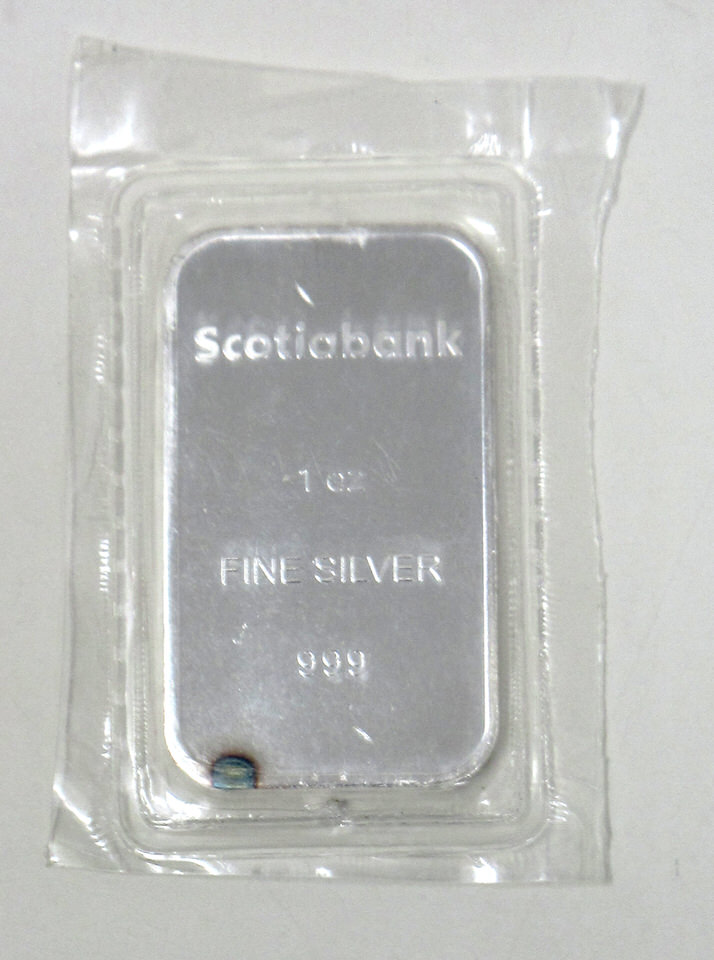 Scotiabank
1 oz
FINE SILVER
999